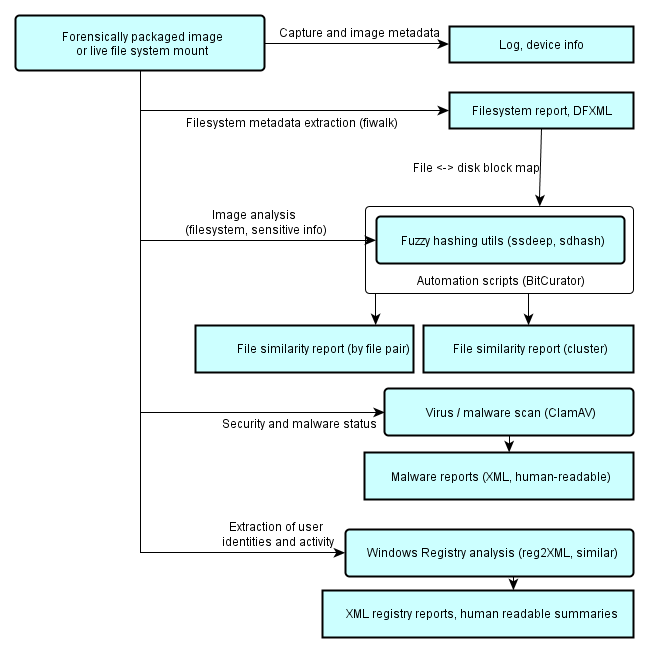 Forensically packaged image
or live file system mount
Capture and image metadata
Log, device info
Filesystem metadata extraction (fiwalk)
Filesystem report, DFXML
File <-> disk block map
Image analysis
(filesystem, sensitive info)
Fuzzy hashing utils (ssdeep, sdhash)
Automation scripts (BitCurator)
File similarity report (by file pair)
File similarity report (cluster)
Security and malware status
Virus / malware scan (ClamAV)
Malware reports (XML, human-readable)
Extraction of user
identities and activity
Windows Registry analysis (reg2XML, similar)
XML registry reports, human readable summaries